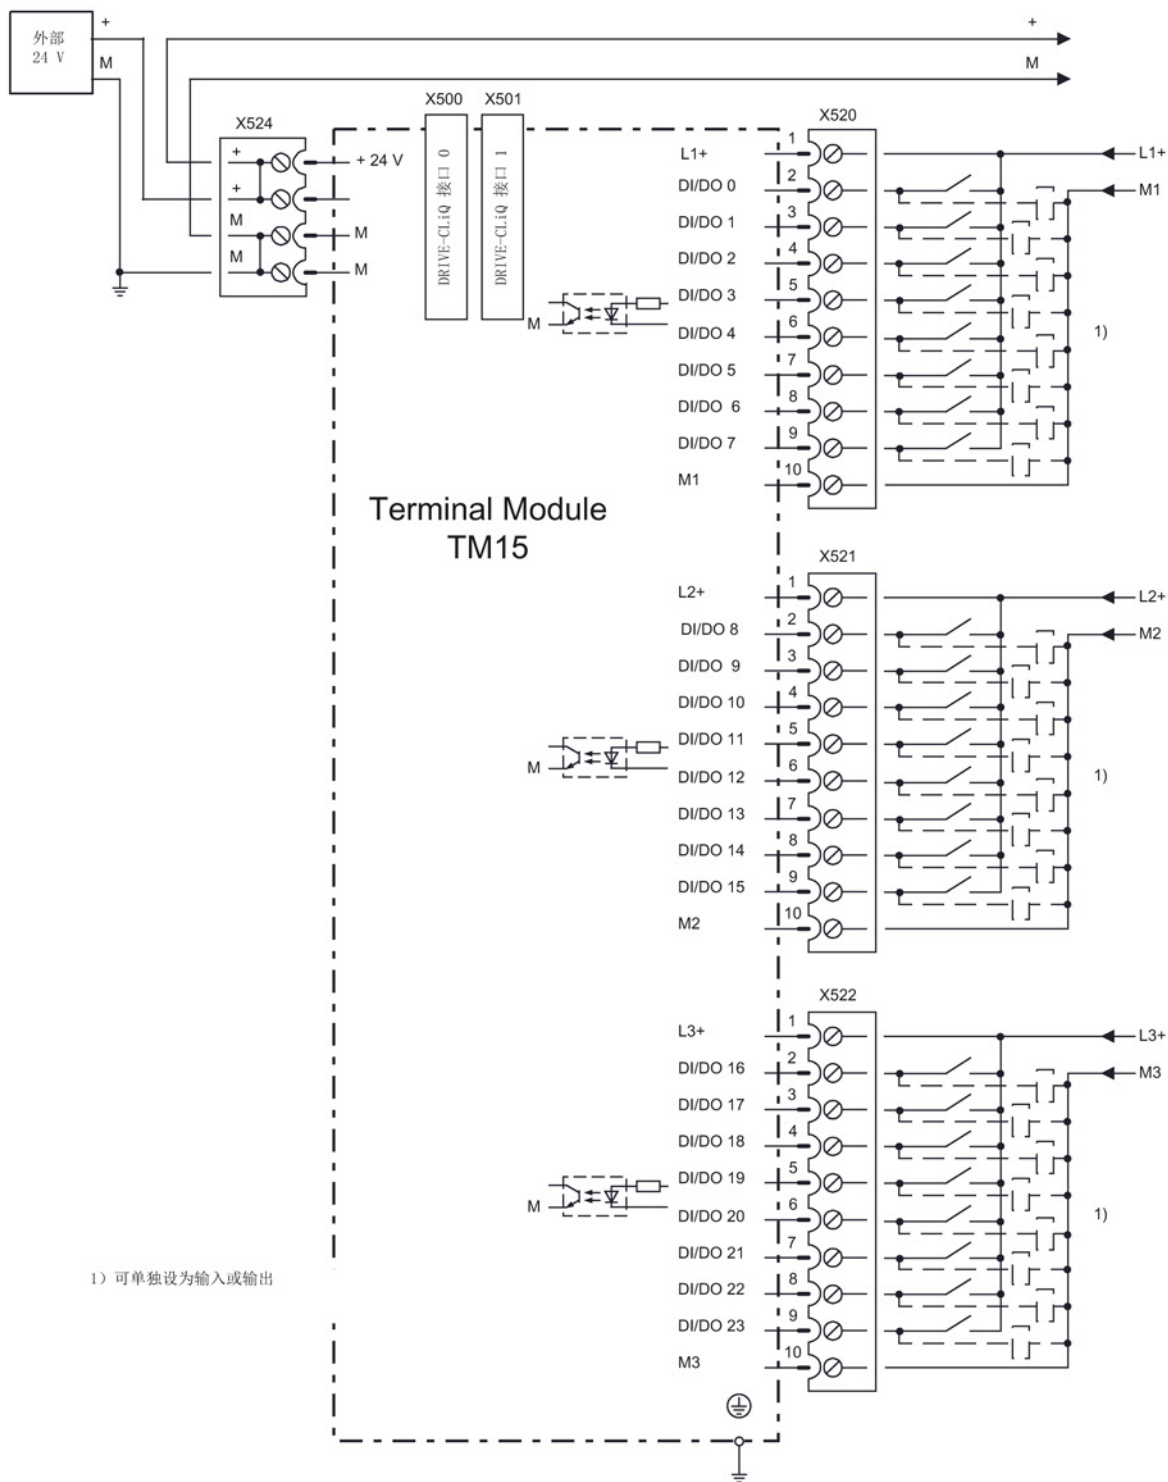 外部
24 V
+
M
+
M
X524
+
+
M
M
+ 24 V
M
M
X500
X501
DRIVE-CLiQ 接口 0
DRIVE-CLiQ 接口 1
X520
L1+
1
L1+
DI/DO 0
2
M1
DI/DO 1
3
DI/DO 2
4
DI/DO 3
5
M
DI/DO 4
6
1)
DI/DO 5
7
DI/DO 6
8
DI/DO 7
9
M1
10
Terminal Module
TM15
X521
L2+
1
L2+
DI/DO 8
2
M2
DI/DO 9
3
DI/DO 10
4
DI/DO 11
5
M
DI/DO 12
6
1)
DI/DO 13
7
DI/DO 14
8
DI/DO 15
9
M2
10
X522
L3+
1
L3+
DI/DO 16
2
M3
DI/DO 17
3
DI/DO 18
4
DI/DO 19
5
M
DI/DO 20
6
1)
DI/DO 21
7
DI/DO 22
8
DI/DO 23
9
M3
10
1）可单独设为输入或输出